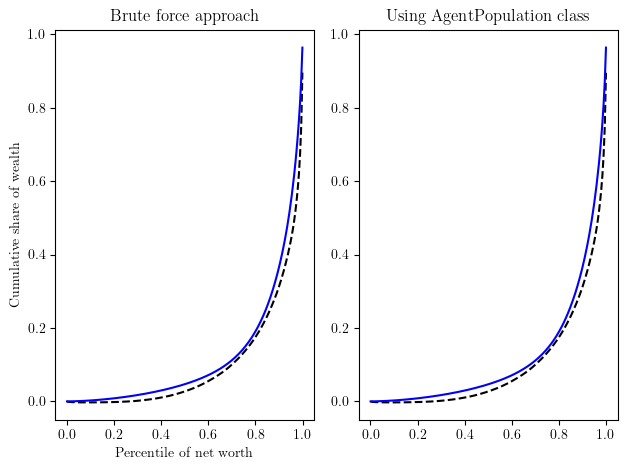 Brute force approach
Using AgentPopulation class
Cumulative share of wealth
1.0
0.8
0.6
0.4
0.2
0.0
0.0 0.2 0.4 0.6 0.8 1.0
Percentile of net worth
1.0
0.8
0.6
0.4
0.2
0.0
0.0 0.2 0.4 0.6 0.8 1.0